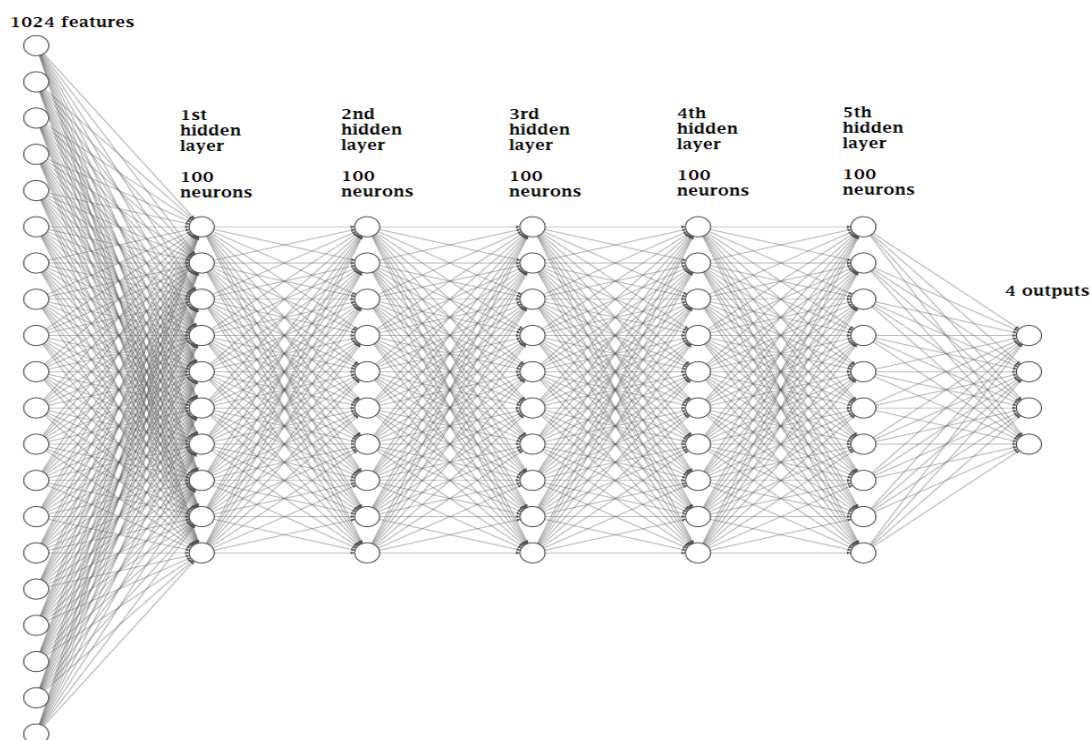 1024 features
1st
hidden
layer
100
neurons
2nd
hidden
layer
100
neurons
3rd
hidden
layer
100
neurons
4th
hidden
layer
100
neurons
5th
hidden
layer
100
neurons
4 outputs